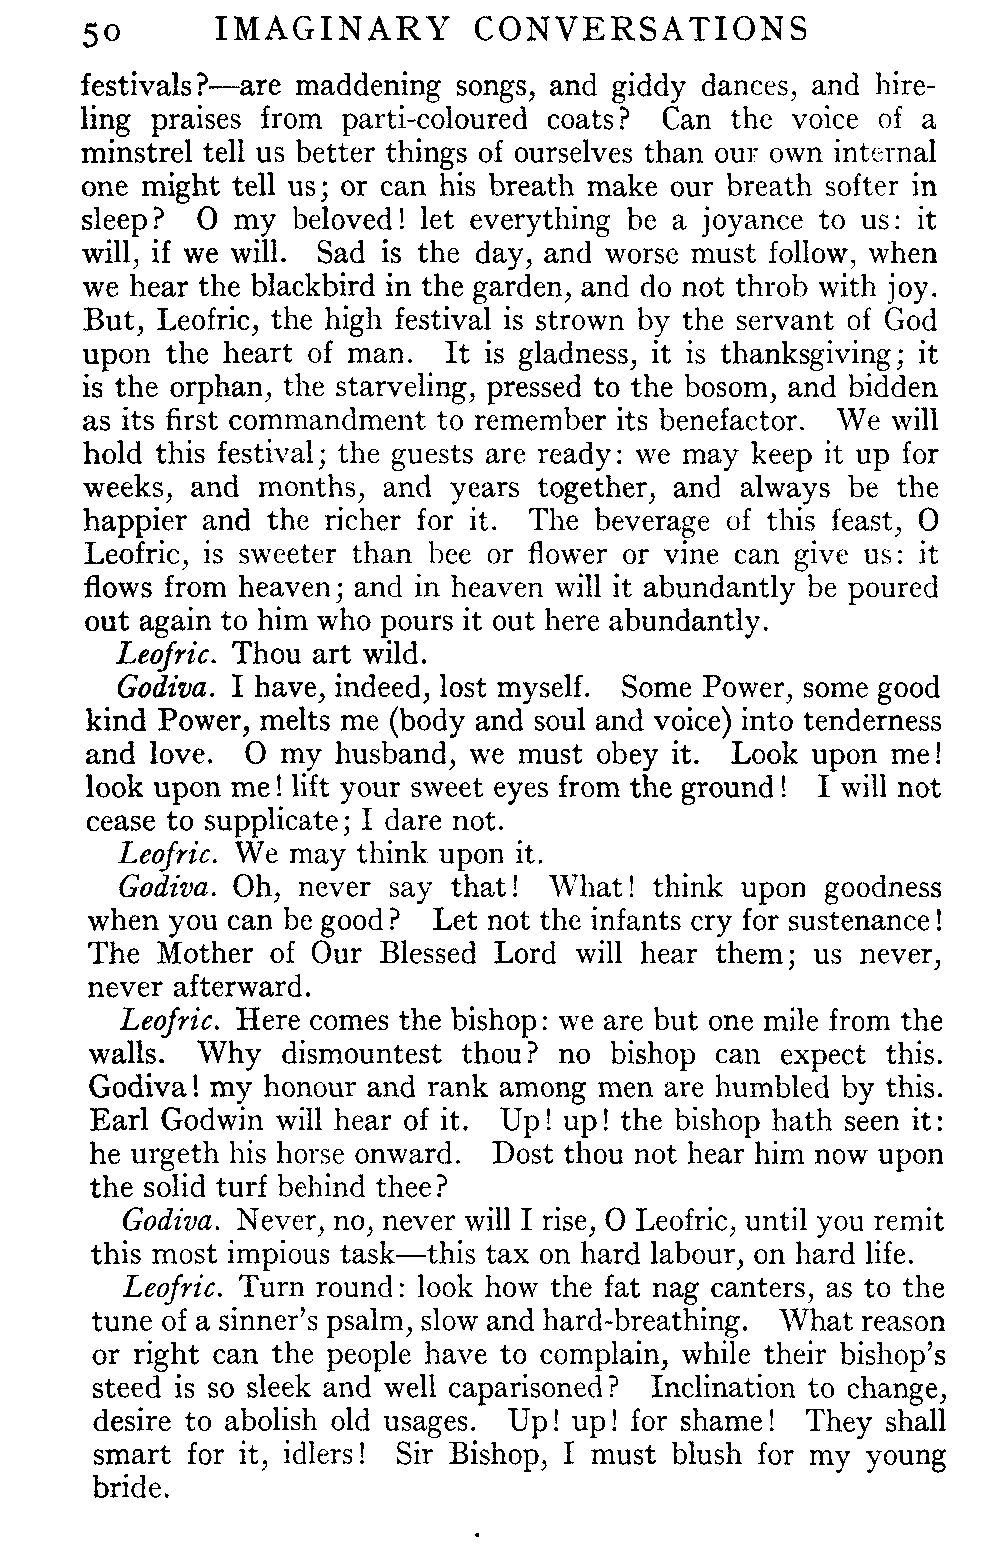 50 IMAGINARY CONVERSATIONS
festivals?—are maddening songs, and giddy dances, and hire-
ling praises from parti-coloured coats? Can the voice of a
minstrel tell us better things of ourselves than our own internal
one might tell us; or can his breath make our breath softer in
sleep? O my beloved! let everything be a joyance to us: it
will, if we will. Sad is the day, and worse must follow, when
we hear the blackbird in the garden, and do not throb with joy.
But, Leofric, the high festival is strown by the servant of God
upon the heart of man. It is gladness, it is thanksgiving; it
is the orphan, the starveling, pressed to the bosom, and bidden
as its first commandment to remember its benefactor. We will
hold this festival; the guests are ready: we may keep it up for
weeks, and months, and years together, and always be the
happier and the richer for it. The beverage of this feast, O
Leofric, is sweeter than bee or flower or vine can give us: it
flows from heaven; and in heaven will it abundantly be poured
out again to him who pours it out here abundantly.
Leofric. Thou art wild.
Godiva. I have, indeed, lost myself. Some Power, some good
kind Power, melts me (body and soul and voice) into tenderness
and love. O my husband, we must obey it. Look upon me!
look upon me! lift your sweet eyes from the ground! I will not
cease to supplicate; I dare not.
Leofric. We may think upon it.
Godiva. Oh, never say that! What! think upon goodness
when you can be good? Let not the infants cry for sustenance!
The Mother of Our Blessed Lord will hear them; us never,
never afterward.
Leofric. Here comes the bishop: we are but one mile from the
walls. Why dismountest thou? no bishop can expect this.
Godiva! my honour and rank among men are humbled by this.
Earl Godwin will hear of it. Up! up! the bishop hath seen it:
he urgeth his horse onward. Dost thou not hear him now upon
the solid turf behind thee?
Godiva. Never, no, never will I rise, O Leofric, until you remit
this most impious task—this tax on hard labour, on hard life.
Leofric. Turn round: look how the fat nag canters, as to the
tune of a sinner's psalm, slow and hard-breathing. What reason
or right can the people have to complain, while their bishop's
steed is so sleek and well caparisoned? Inclination to change,
desire to abolish old usages. Up! up! for shame! They shall
smart for it, idlers! Sir Bishop, I must blush for my young
bride.